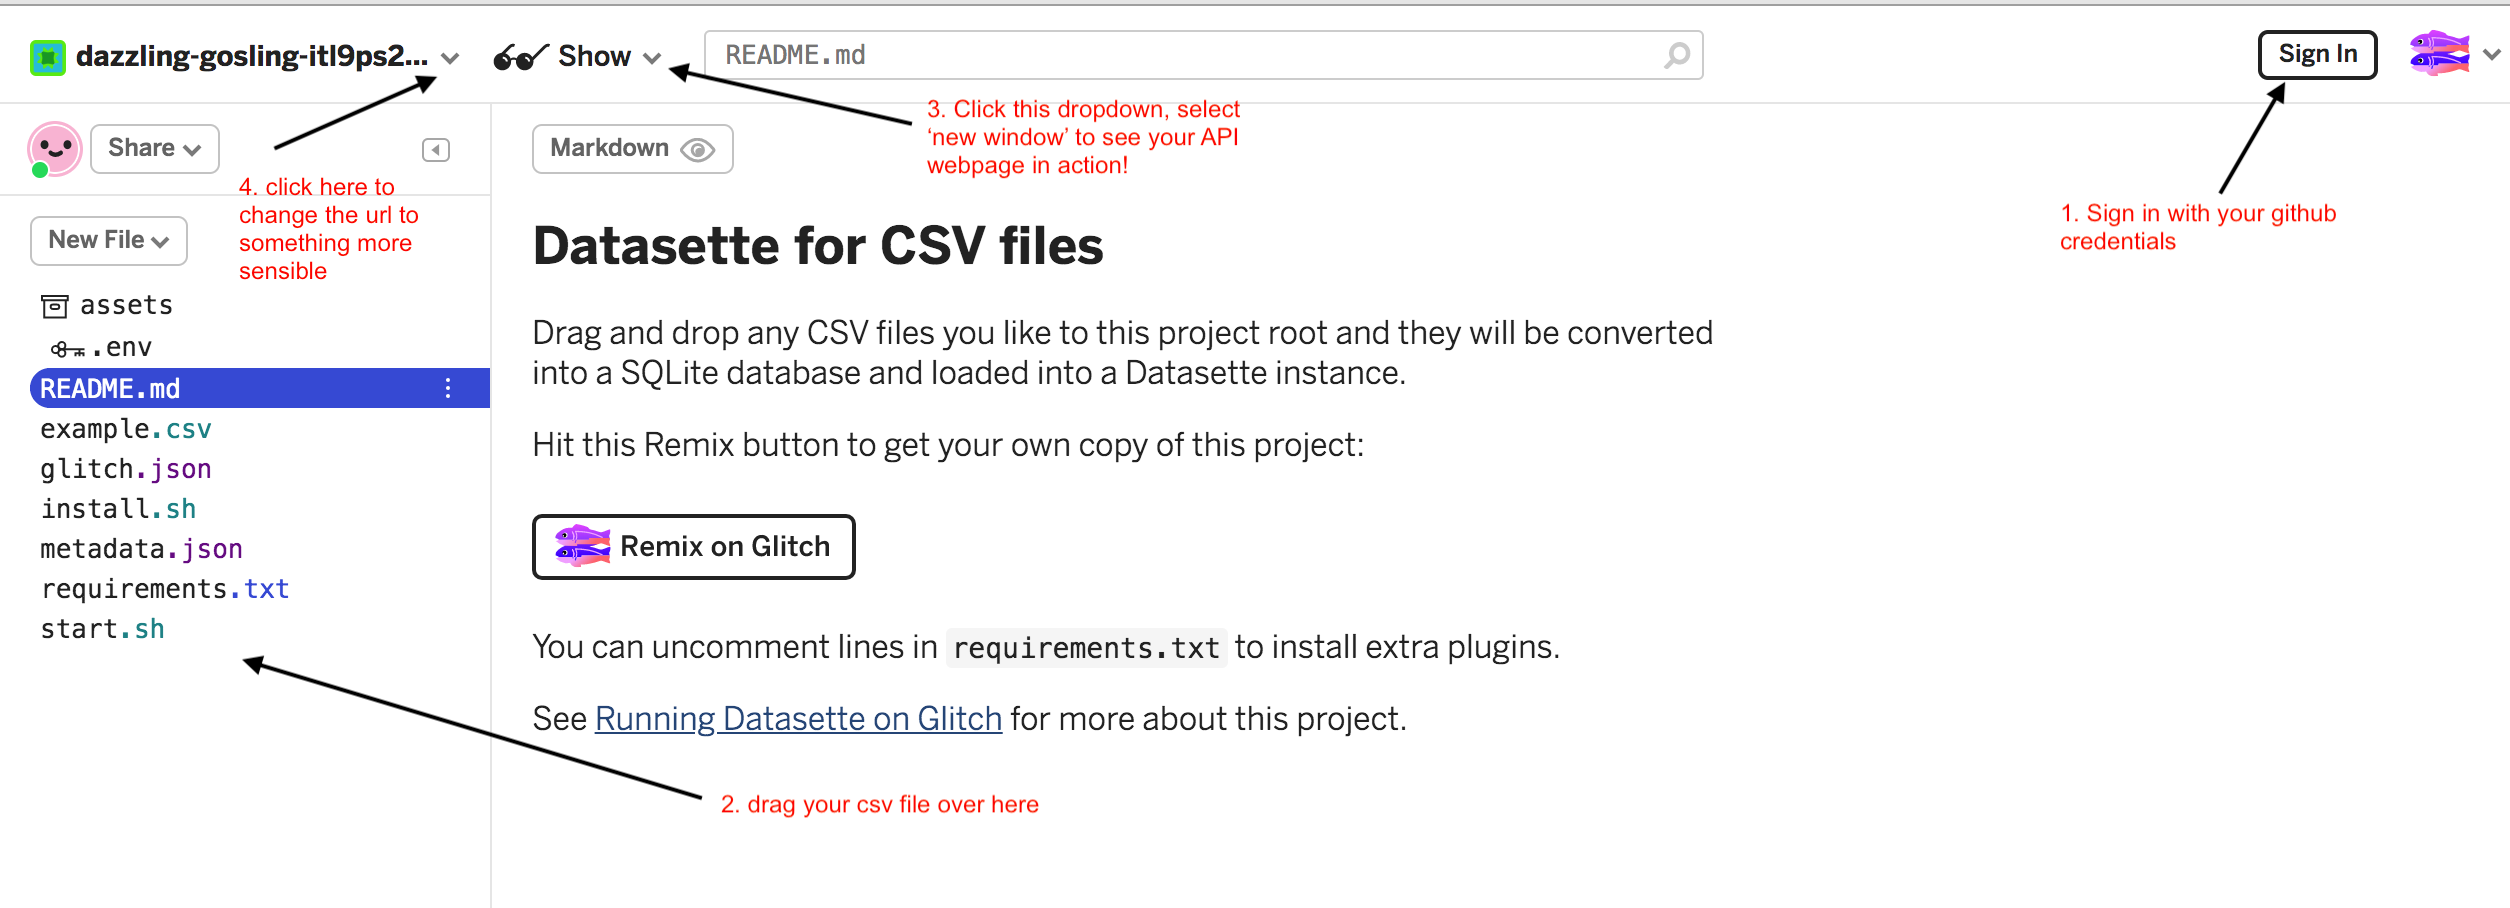 dazzling-gosling-itl9ps2...
Show
README.md
Sign In
Share
Markdown
3. Click this dropdown, select
‘new window’ to see your API
webpage in action!
4. click here to
change the url to
something more
sensible
1. Sign in with your github
credentials
New File
assets
.env
README.md
example.csv
glitch.json
install.sh
metadata.json
requirements.txt
start.sh
Datasette for CSV files
Drag and drop any CSV files you like to this project root and they will be converted
into a SQLite database and loaded into a Datasette instance.
Hit this Remix button to get your own copy of this project:
Remix on Glitch
You can uncomment lines in requirements.txt to install extra plugins.
See Running Datasette on Glitch for more about this project.
2. drag your csv file over here